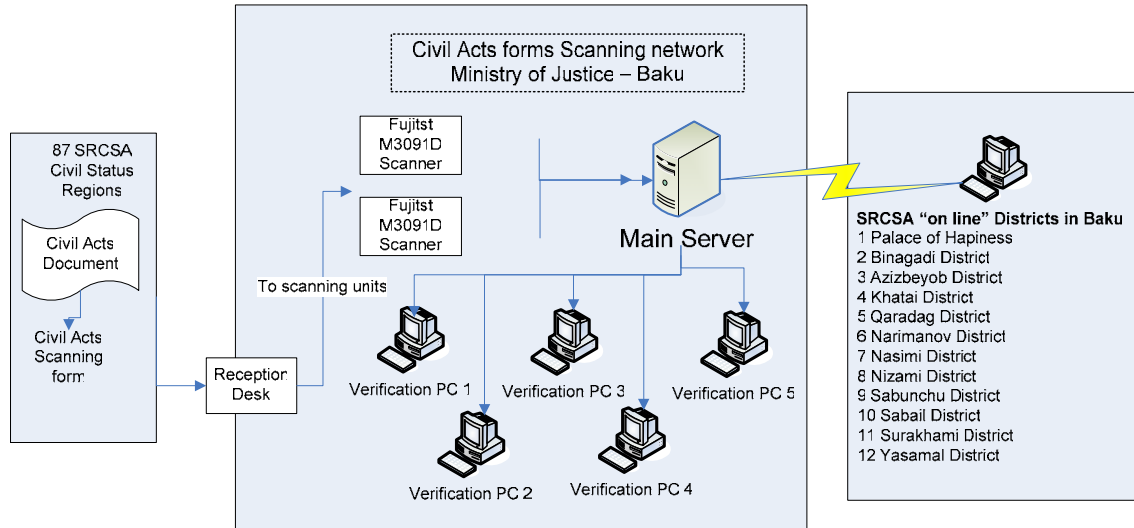 Civil Acts forms Scanning network
Ministry of Justice – Baku
87 SRCSA
Civil Status
Regions
Civil Acts
Document
Civil Acts
Scanning
form
Reception
Desk
To scanning units
Fujitst
M3091D
Scanner
Fujitst
M3091D
Scanner
Main Server
Verification PC 1
Verification PC 3
Verification PC 5
Verification PC 2
Verification PC 4
SRCSA “on line” Districts in Baku
1 Palace of Hapiness
2 Binagadi District
3 Azizbeyob District
4 Khatai District
5 Qaradag District
6 Narimanov District
7 Nasimi District
8 Nizami District
9 Sabunchu District
10 Sabail District
11 Surakhami District
12 Yasamal District